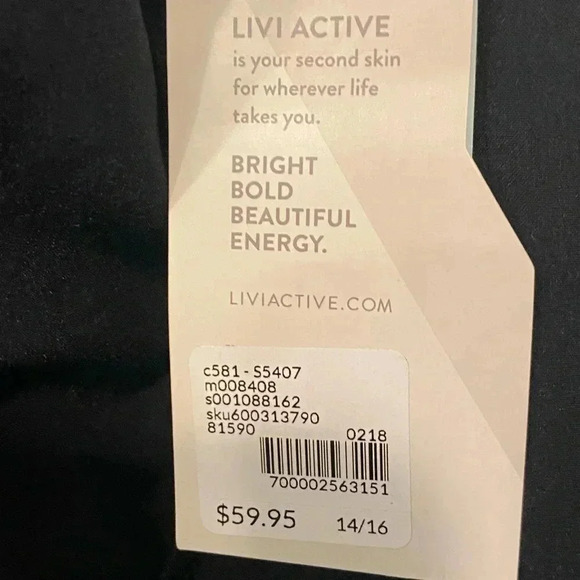 LIVI ACTIVE
is your second skin
for wherever life
takes you.
BRIGHT
BOLD
BEAUTIFUL
ENERGY.
LIVIACTIVE.COM
c581 - S5407
m008408
s001088162
sku600313790
81590 0218
700002563151
$59.95 14/16